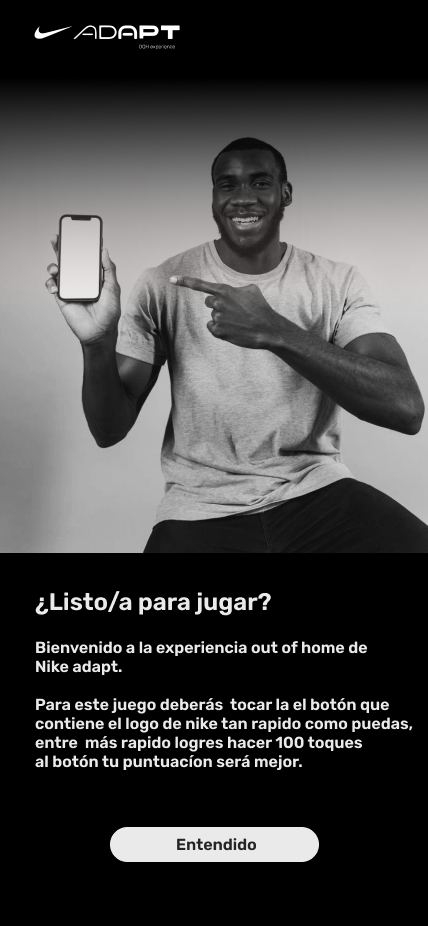 ADAPT
OOH experience
¿Listo/a para jugar?
Bienvenido a la experiencia out of home de
Nike adapt.
Para este juego deberás  tocar la el botón que
contiene el logo de nike tan rapido como puedas,
entre  más rapido logres hacer 100 toques
al botón tu puntuacíon será mejor.
Entendido